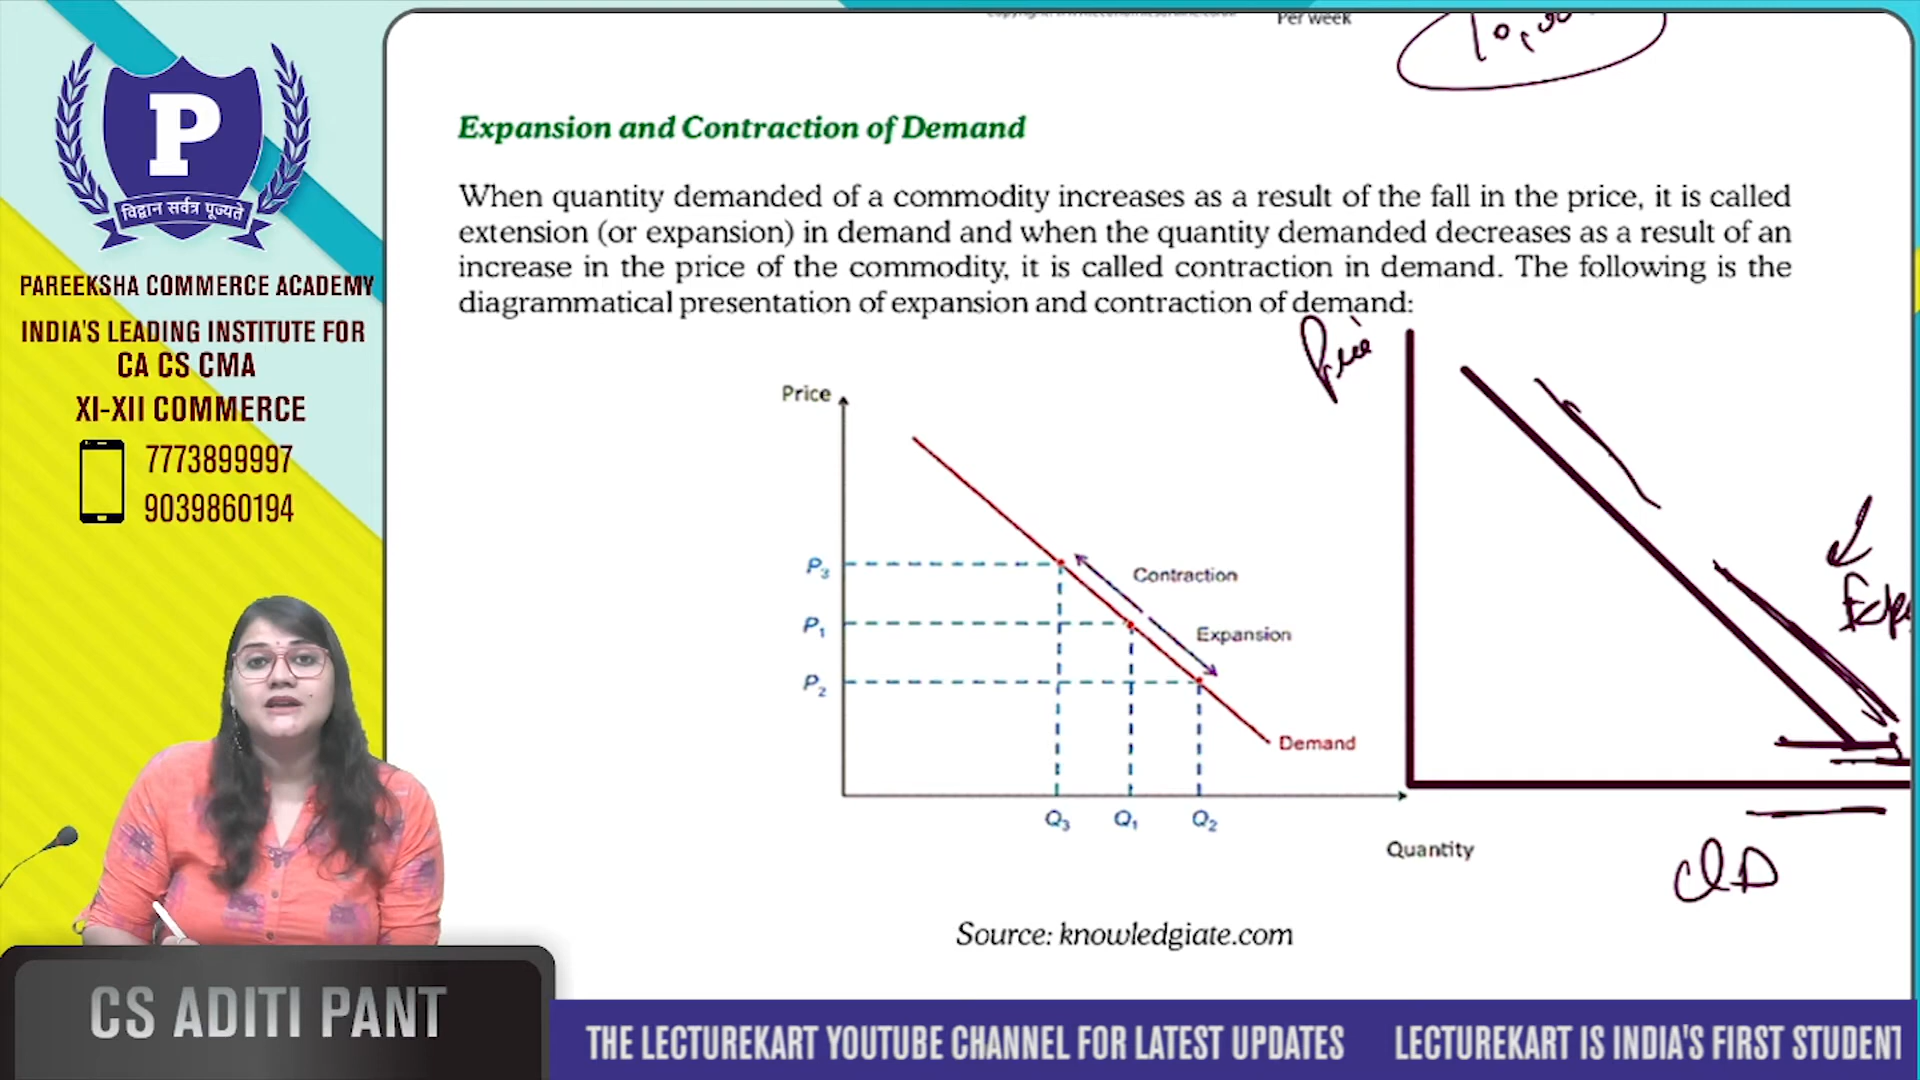 Per week
10,00
Expansion and Contraction of Demand
When quantity demanded of a commodity increases as a result of the fall in the price, it is called
extension (or expansion) in demand and when the quantity demanded decreases as a result of an
increase in the price of the commodity, it is called contraction in demand. The following is the
diagrammatical presentation of expansion and contraction of demand:
Price
Price
P3
Contraction
P1
Expansion
P2
Demand
Q3 Q1 Q2
Quantity
QD
Source: knowledgiate.com
P
विद्वान सर्वत्र पूज्यते
PAREEKSHA COMMERCE ACADEMY
INDIA'S LEADING INSTITUTE FOR
CA CS CMA
XI-XII COMMERCE
7773899997
9039860194
CS ADITI PANT
THE LECTUREKART YOUTUBE CHANNEL FOR LATEST UPDATES LECTUREKART IS INDIA'S FIRST STUDENT